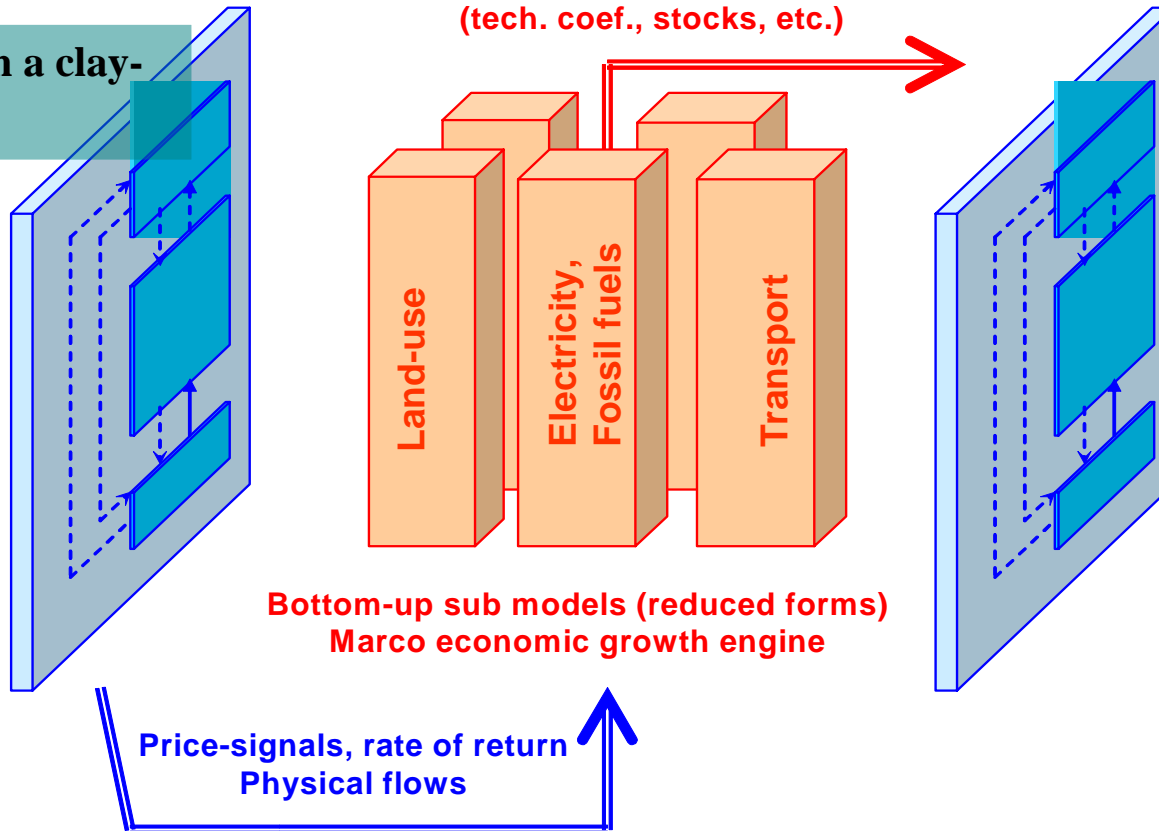 (tech. coef., stocks, etc.)
n a clay-
Land-use
Electricity,
Fossil fuels
Transport
Bottom-up sub models (reduced forms)
Marco economic growth engine
Price-signals, rate of return
Physical flows